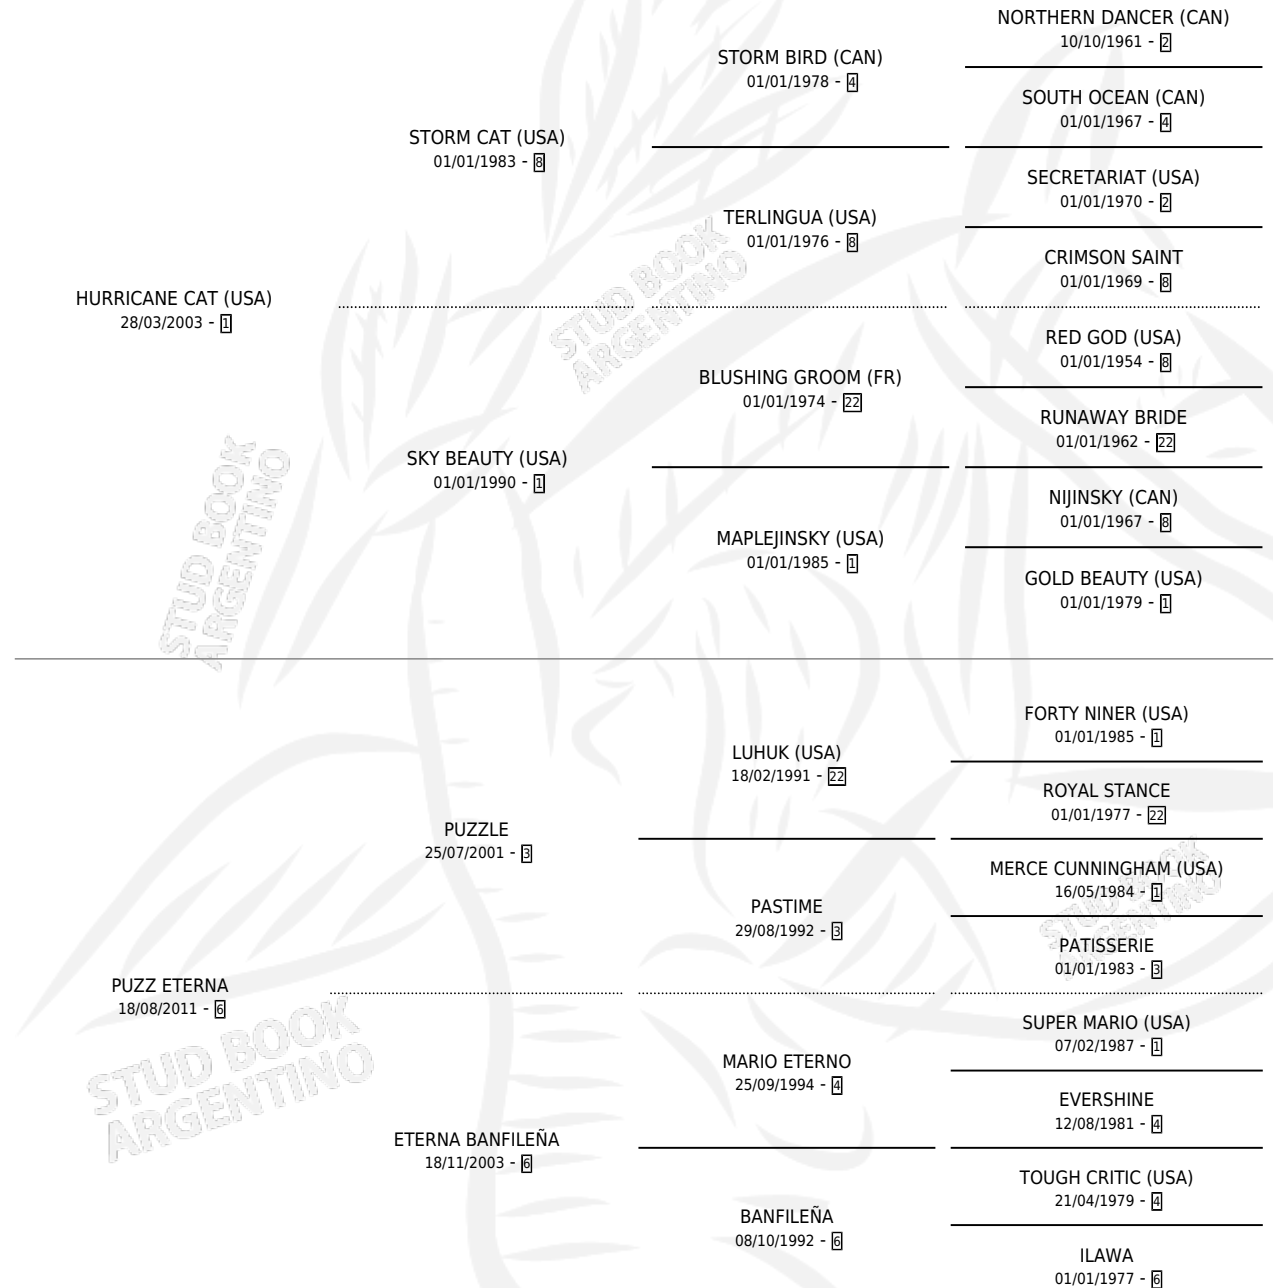 NORTHERN DANCER (CAN)
10/10/1961 - 2
STORM BIRD (CAN)
01/01/1978 - 4
SOUTH OCEAN (CAN)
01/01/1967 - 4
STORM CAT (USA)
01/01/1983 - 8
SECRETARIAT (USA)
01/01/1970 - 2
TERLINGUA (USA)
01/01/1976 - 8
CRIMSON SAINT
01/01/1969 - 8
HURRICANE CAT (USA)
28/03/2003 - 1
RED GOD (USA)
01/01/1954 - 8
BLUSHING GROOM (FR)
01/01/1974 - 22
RUNAWAY BRIDE
01/01/1962 - 22
SKY BEAUTY (USA)
01/01/1990 - 1
NIJINSKY (CAN)
01/01/1967 - 8
MAPLEJINSKY (USA)
01/01/1985 - 1
GOLD BEAUTY (USA)
01/01/1979 - 1
FORTY NINER (USA)
01/01/1985 - 1
LUHUK (USA)
18/02/1991 - 22
ROYAL STANCE
01/01/1977 - 22
PUZZLE
25/07/2001 - 3
MERCE CUNNINGHAM (USA)
16/05/1984 - 1
PASTIME
29/08/1992 - 3
PATISSERIE
01/01/1983 - 3
PUZZ ETERNA
18/08/2011 - 6
SUPER MARIO (USA)
07/02/1987 - 1
MARIO ETERNO
25/09/1994 - 4
EVERSHINE
12/08/1981 - 4
ETERNA BANFILEÑA
18/11/2003 - 6
TOUGH CRITIC (USA)
21/04/1979 - 4
BANFILEÑA
08/10/1992 - 6
ILAWA
01/01/1977 - 6
STUD BOOK
ARGENTINO
STUD BOOK
ARGENTINO
STUD BOOK
ARGENTINO
STUD BOOK
ARGENTINO